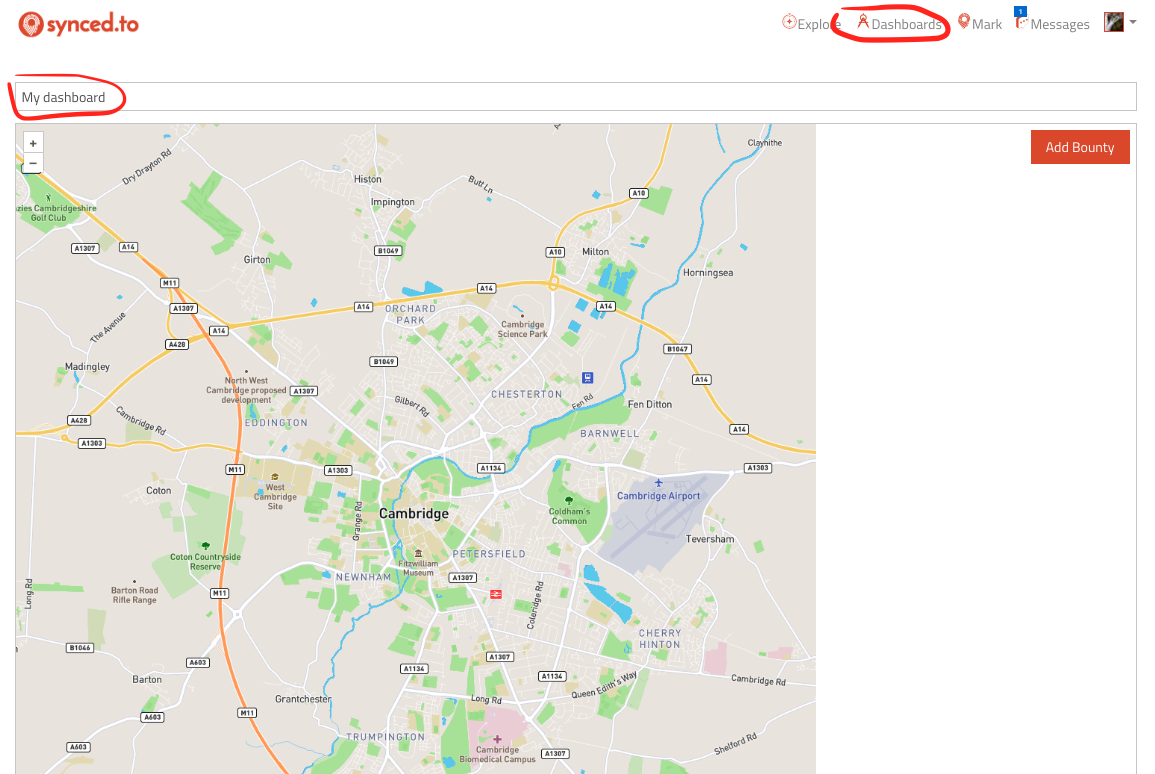 synced.to
Explore
Dashboards
Mark
1
Messages
My dashboard
+
−
Add Bounty
Clayhithe
Dry Drayton Rd
Histon
Butt Ln
Impington
A10
zies Cambridgeshire
Golf Club
A1307
A14
B1049
A10
Milton
Girton
Horningsea
M11
A14
A1307
A14
ORCHARD
PARK
A14
The Avenue
A14
Cambridge
Science Park
A428
B1047
Madingley
B1049
North West
Cambridge proposed
development
A1307
A14
CHESTERTON
Gilbert Rd
Fen Rd
Fen Ditton
A428
Cambridge Rd
EDDINGTON
BARNWELL
A14
A1303
M11
A1303
A1134
A1303
Coton
West
Cambridge
Site
Cambridge Airport
Grange Rd
Cambridge
Coldham's
Common
Teversham
Coton Countryside
Reserve
PETERSFIELD
Fitzwilliam
Museum
NEWNHAM
A1307
Long Rd
Barton Road
Rifle Range
M11
Coleridge Rd
CHERRY
HINTON
B1046
A603
A1307
A1134
A1134
Barton
Queen Edith's Way
Cambridge Rd
Grantchester
Long Rd
A603
M11
TRUMPINGTON
Shelford Rd
A603
Cambridge
Biomedical Campus
A1307